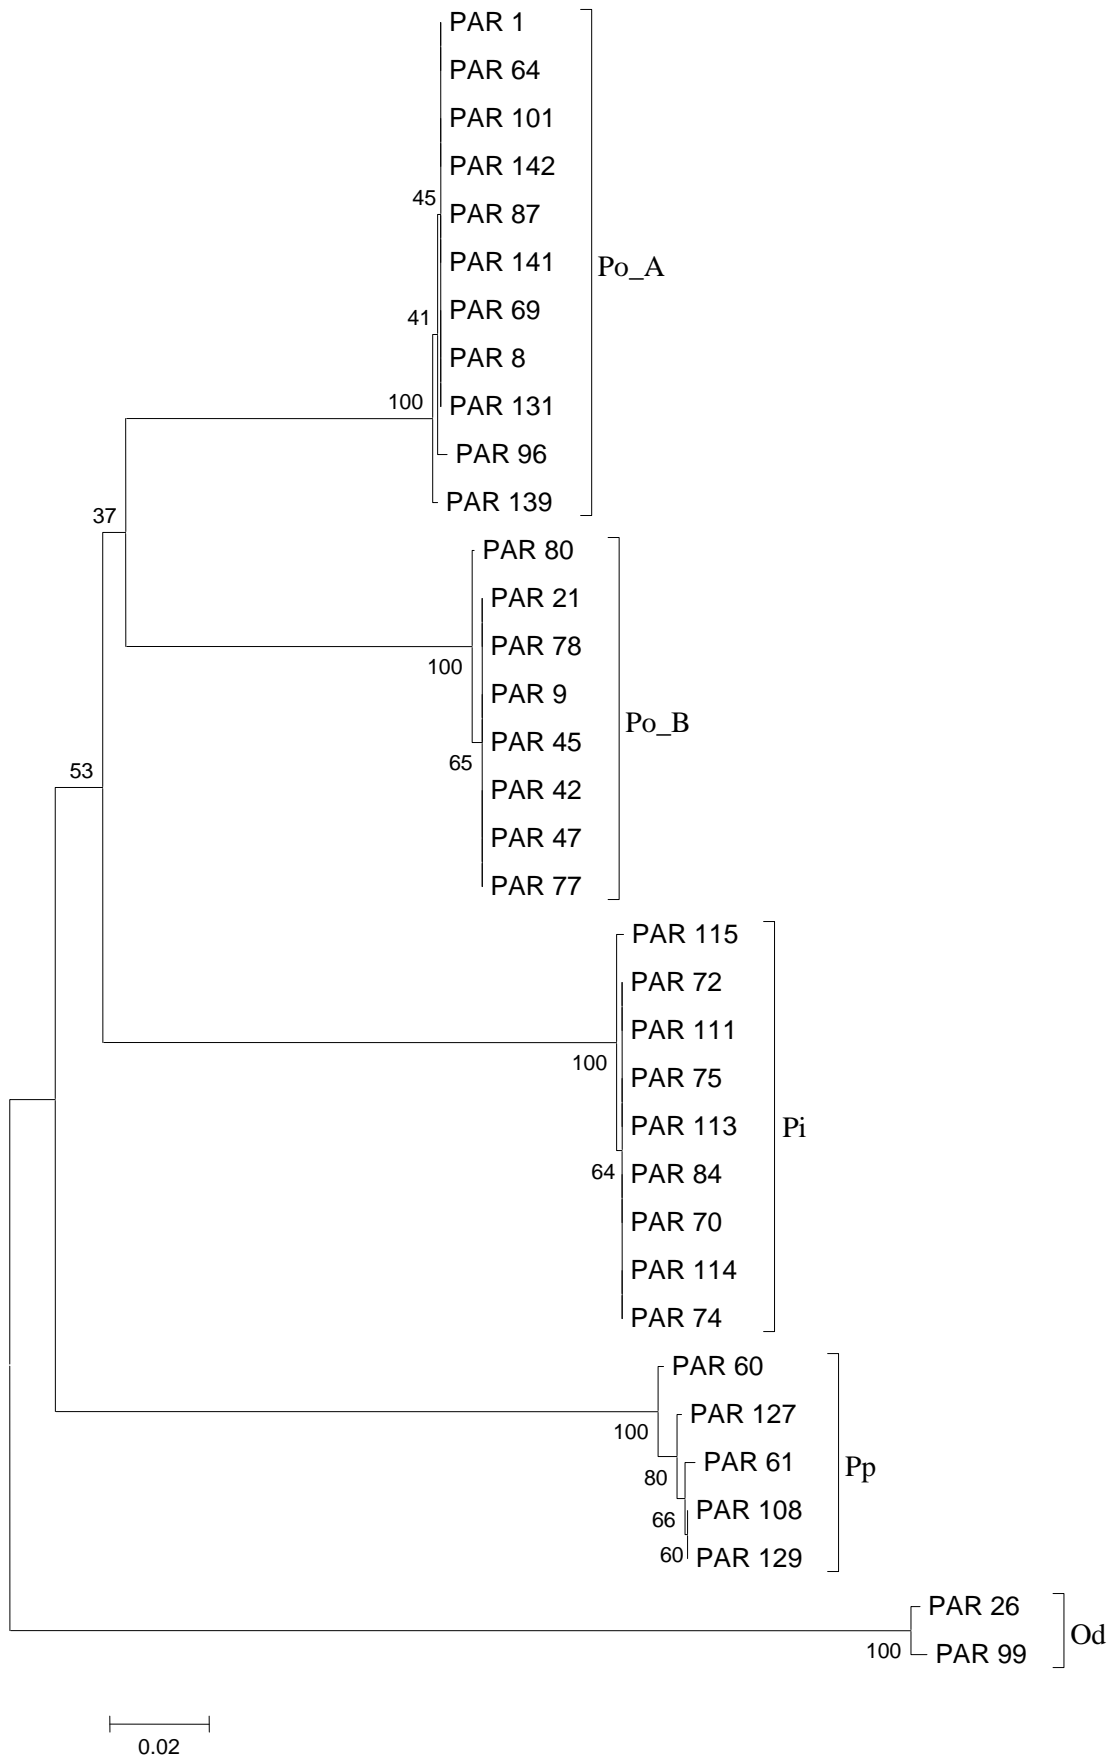 PAR 1
PAR 64
PAR 101
PAR 142
45
PAR 87
PAR 141
Po_A
PAR 69
41
PAR 8
100
PAR 131
PAR 96
PAR 139
37
PAR 80
PAR 21
PAR 78
100
PAR 9
Po_B
PAR 45
65
53
PAR 42
PAR 47
PAR 77
PAR 115
PAR 72
PAR 111
100
PAR 75
PAR 113
Pi
64
PAR 84
PAR 70
PAR 114
PAR 74
PAR 60
PAR 127
100
PAR 61
Pp
80
PAR 108
66
60
PAR 129
PAR 26
Od
100
PAR 99
0.02